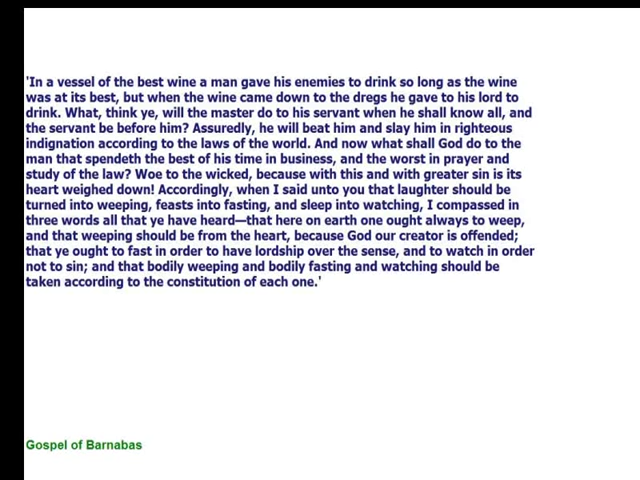 'In a vessel of the best wine a man gave his enemies to drink so long as the wine
was at its best, but when the wine came down to the dregs he gave to his lord to
drink. What, think ye, will the master do to his servant when he shall know all, and
the servant be before him? Assuredly, he will beat him and slay him in righteous
indignation according to the laws of the world. And now what shall God do to the
man that spendeth the best of his time in business, and the worst in prayer and
study of the law? Woe to the wicked, because with this and with greater sin is its
heart weighed down! Accordingly, when I said unto you that laughter should be
turned into weeping, feasts into fasting, and sleep into watching, I compassed in
three words all that ye have heard—that here on earth one ought always to weep,
and that weeping should be from the heart, because God our creator is offended;
that ye ought to fast in order to have lordship over the sense, and to watch in order
not to sin; and that bodily weeping and bodily fasting and watching should be
taken according to the constitution of each one.'
Gospel of Barnabas